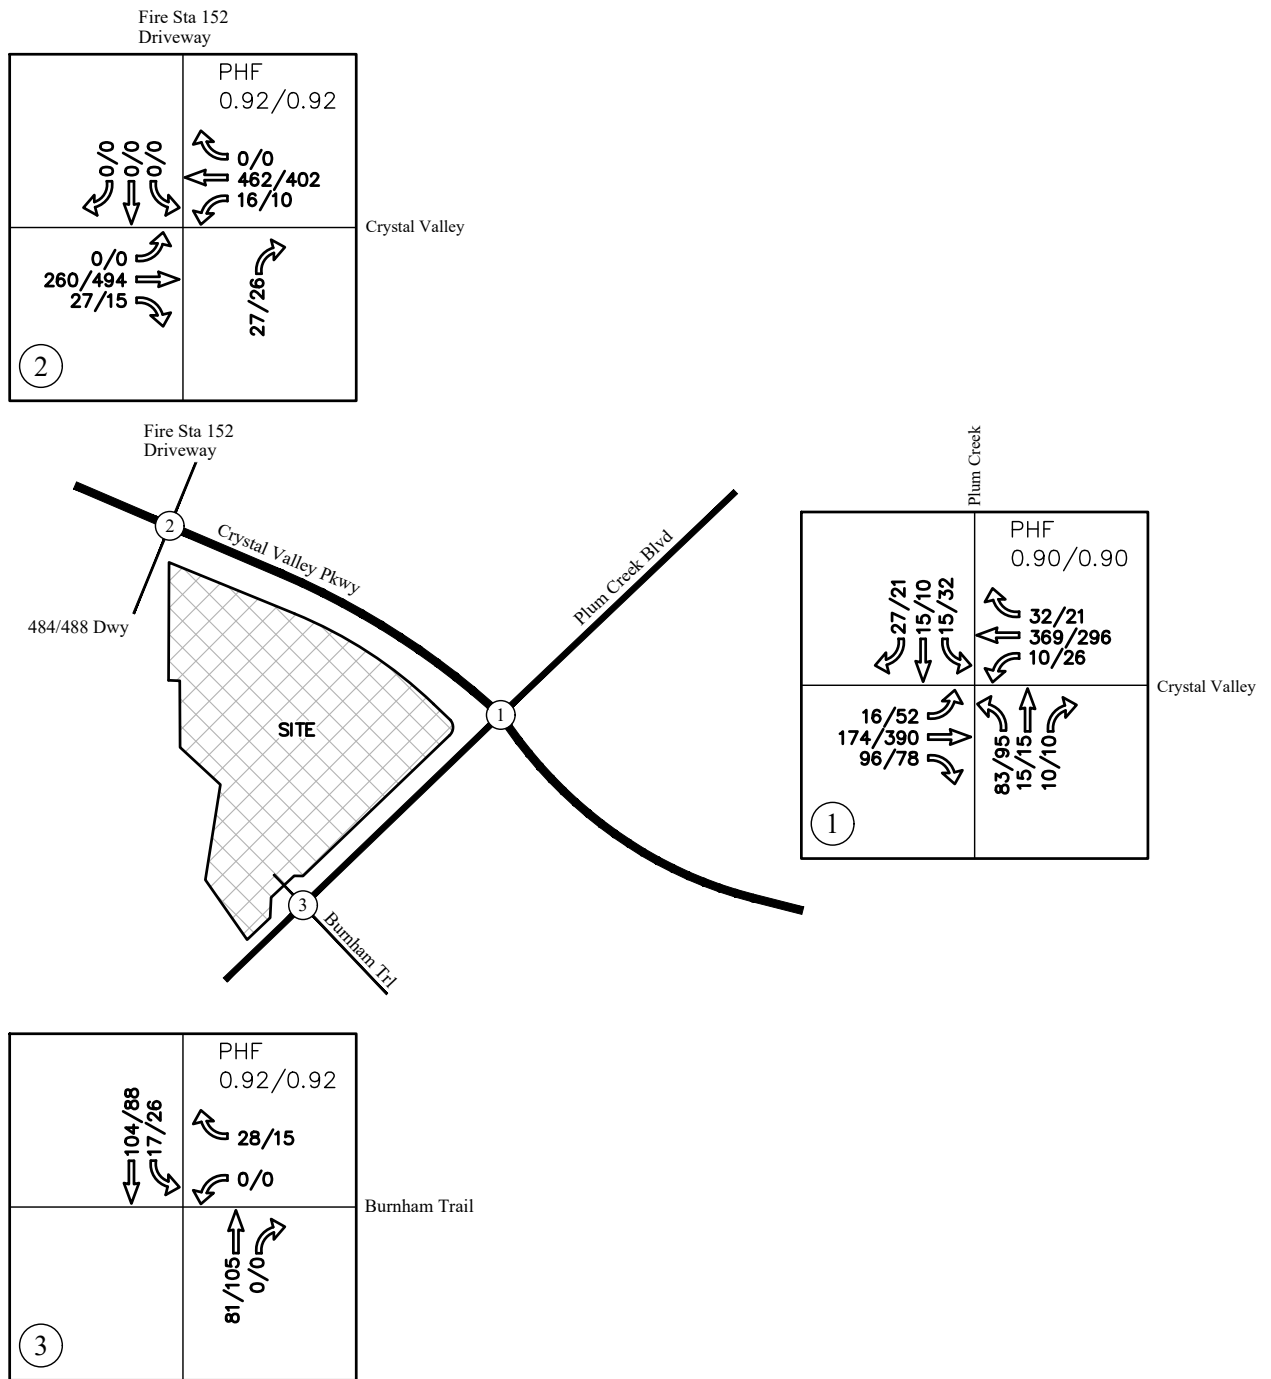 Fire Sta 152
Driveway
PHF
0.92/0.92
0/0
0/0
0/0
0/0
462/402
16/10
Crystal Valley
0/0
260/494
27/15
27/26
2
Fire Sta 152
Driveway
2
Crystal Valley Pkwy
Plum Creek Blvd
484/488 Dwy
SITE
1
3
Burnham Trl
Plum Creek
PHF
0.90/0.90
27/21
15/10
15/32
32/21
369/296
10/26
Crystal Valley
16/52
174/390
96/78
83/95
15/15
10/10
1
PHF
0.92/0.92
104/88
17/26
28/15
0/0
Burnham Trail
81/105
0/0
3